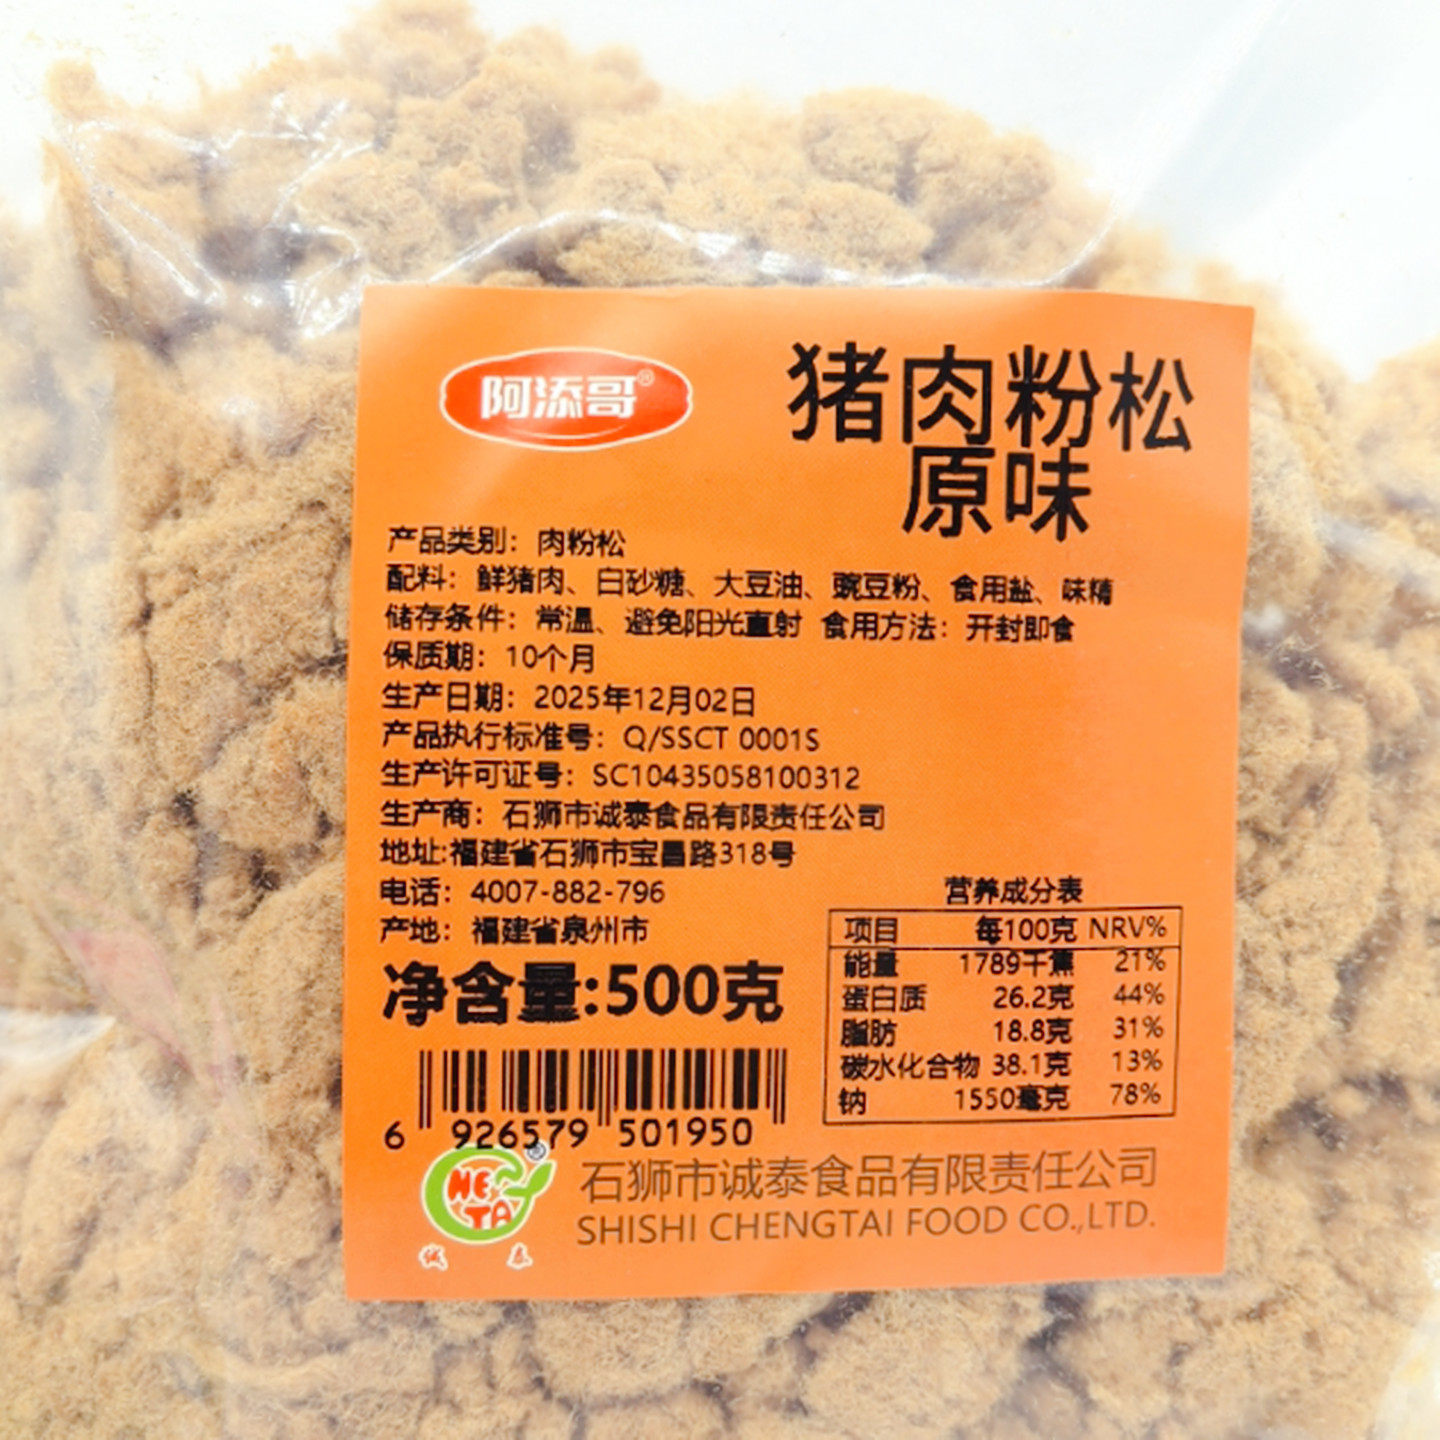 阿添哥®
猪肉粉松
原味
产品类别：肉粉松
配料：鲜猪肉、白砂糖、大豆油、豌豆粉、食用盐、味精
储存条件：常温、避免阳光直射 食用方法：开封即食
保质期：10个月
生产日期：2025年12月02日
产品执行标准号：Q/SSCT 0001S
生产许可证号：SC10435058100312
生产商：石狮市诚泰食品有限责任公司
地址:福建省石狮市宝昌路318号
电话：4007-882-796
产地：福建省泉州市
净含量:500克
营养成分表
项目 每100克 NRV%
能量 1789千焦 21%
蛋白质 26.2克 44%
脂肪 18.8克 31%
碳水化合物 38.1克 13%
钠 1550毫克 78%
6 926579 501950
HE
TA
诚 泰
石狮市诚泰食品有限责任公司
SHISHI CHENGTAI FOOD CO.,LTD.